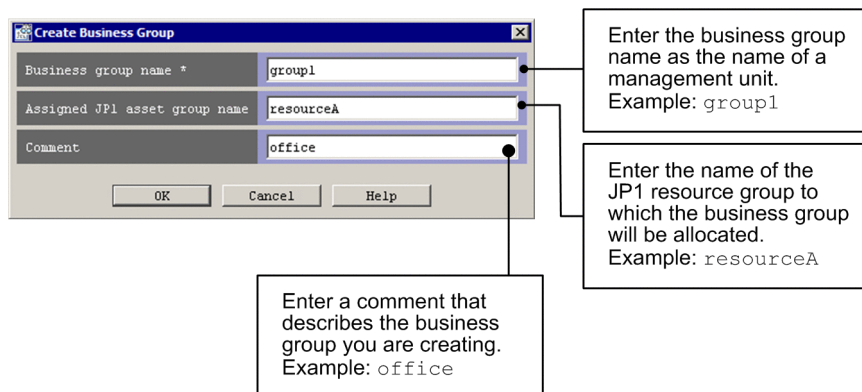 Create Business Group
Business group name *
group1
Assigned JP1 asset group name
resourceA
Comment
office
OK
Cancel
Help
Enter the business group
name as the name of a
management unit.
Example: group1
Enter the name of the
JP1 resource group to
which the business group
will be allocated.
Example: resourceA
Enter a comment that
describes the business
group you are creating.
Example: office